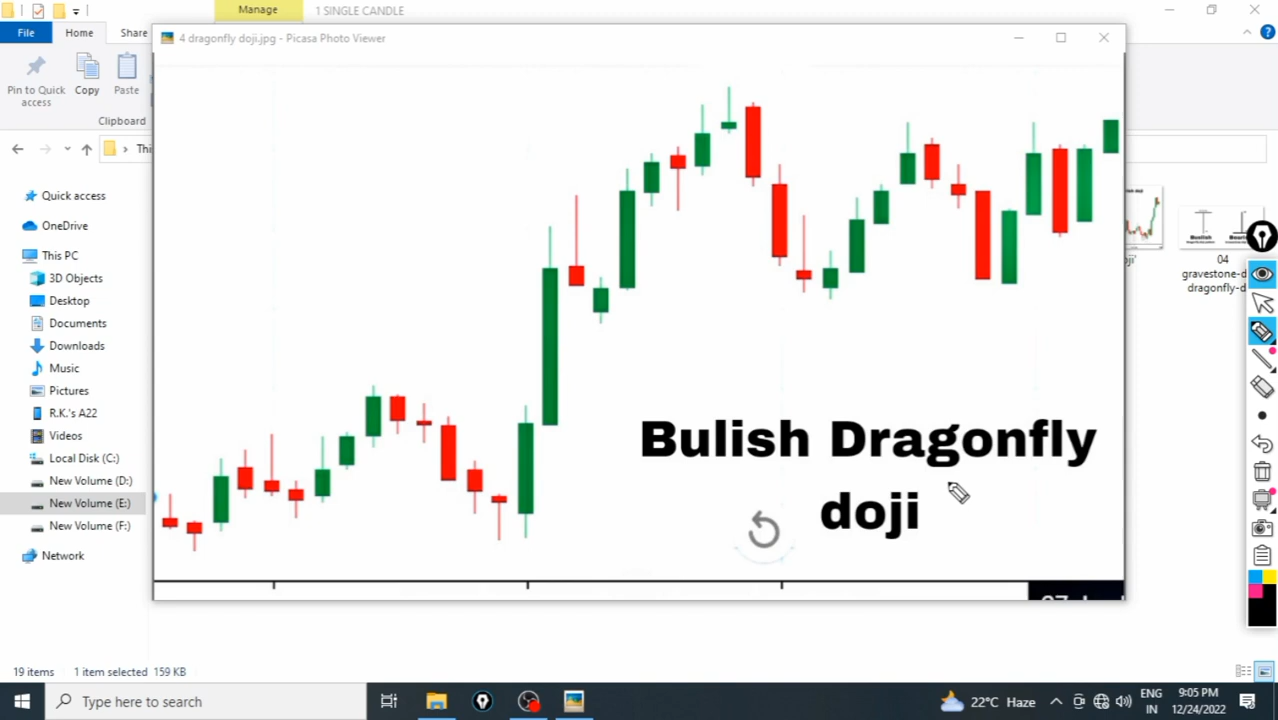 Manage
1 SINGLE CANDLE
File
Home
Share
4 dragonfly doji.jpg - Picasa Photo Viewer
Pin to Quick
access
Copy
Paste
Clipboard
Quick access
OneDrive
This PC
3D Objects
Desktop
Documents
Downloads
Music
Pictures
R.K.'s A22
Videos
Local Disk (C:)
New Volume (D:)
New Volume (E:)
New Volume (F:)
Network
Bulish Dragonfly
doji
04
gravestone-d
dragonfly-d
19 items
1 item selected 159 KB
Type here to search
22°C Haze
ENG
IN
9:05 PM
12/24/2022